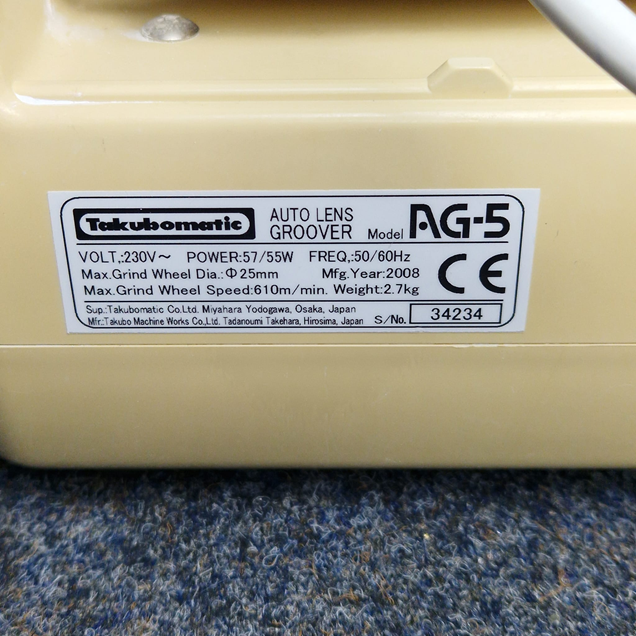 Takubomatic AUTO LENS GROOVER Model AG-5
VOLT,:230V～ POWER:57/55W FREQ,:50/60Hz
Max.Grind Wheel Dia.:Φ25mm Mfg.Year:2008
Max.Grind Wheel Speed:610m/min. Weight:2.7kg
CE
Sup.:Takubomatic Co.Ltd. Miyahara Yodogawa, Osaka, Japan
Mfr.:Takubo Machine Works Co.,Ltd. Tadanoumi Takehara, Hirosima, Japan S/No. 34234